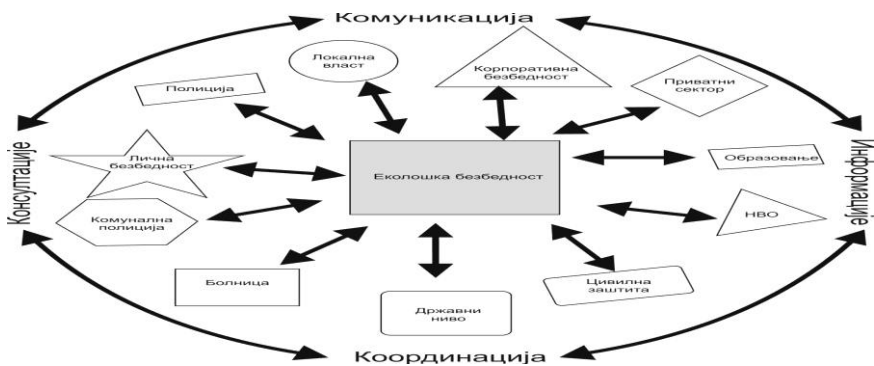 Комуникација
Локална
власт
Корпоративна
безбедност
Полиција
Приватни
сектор
Консултације
Информације
Лична
безбедност
Образовање
Еколошка безбедност
Комунална
полиција
НВО
Болница
Цивилна
заштита
Државни
ниво
Координација